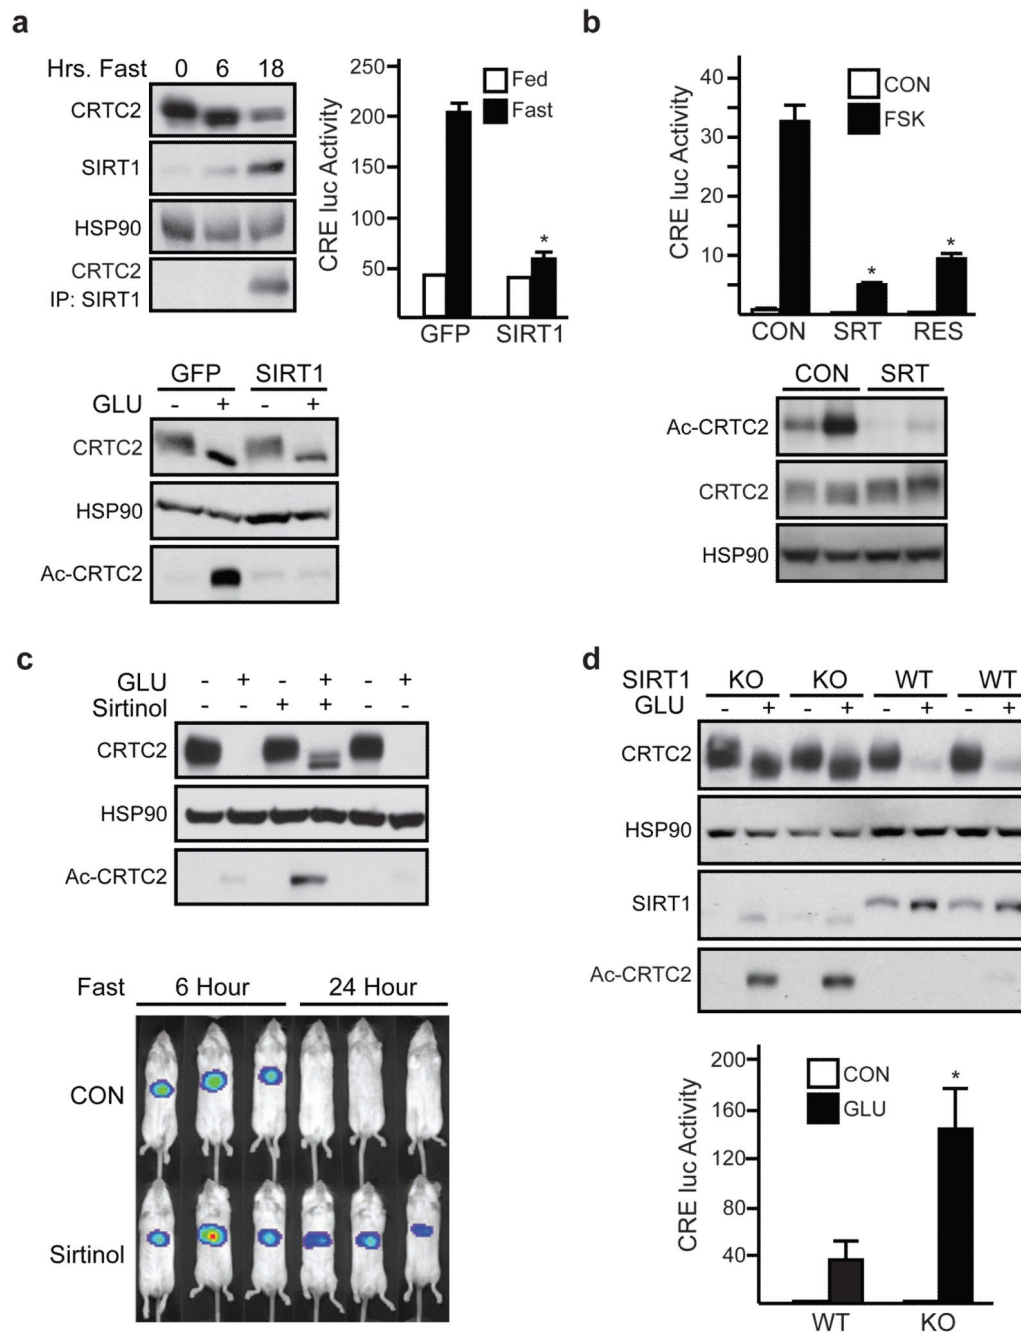 a
Hrs. Fast 0 6 18
CRTC2
SIRT1
HSP90
CRTC2
IP: SIRT1
CRE luc Activity
250
200
150
100
50
Fed
Fast
*
GFP SIRT1
GFP SIRT1
GLU - + - +
CRTC2
HSP90
Ac-CRTC2
b
CRE luc Activity
40
30
20
10
CON
FSK
* *
CON SRT RES
CON SRT
Ac-CRTC2
CRTC2
HSP90
c
GLU - + - + - +
Sirtinol - - + + - -
CRTC2
HSP90
Ac-CRTC2
Fast 6 Hour 24 Hour
CON
Sirtinol
d
SIRT1 KO KO WT WT
GLU - + - + - + - +
CRTC2
HSP90
SIRT1
Ac-CRTC2
CRE luc Activity
200
160
120
80
40
CON
GLU
*
WT KO